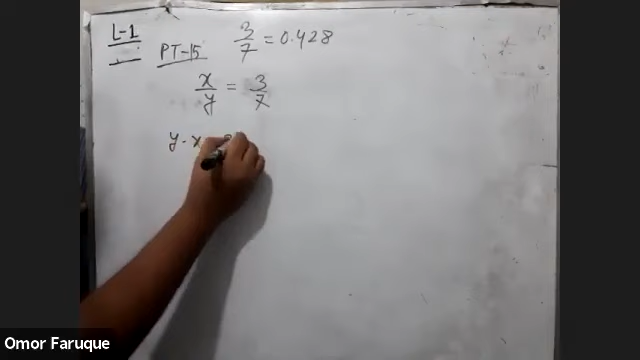 L-1
PT-15
3/7 = 0.428
x/y = 3/7
y - x
Omor Faruque